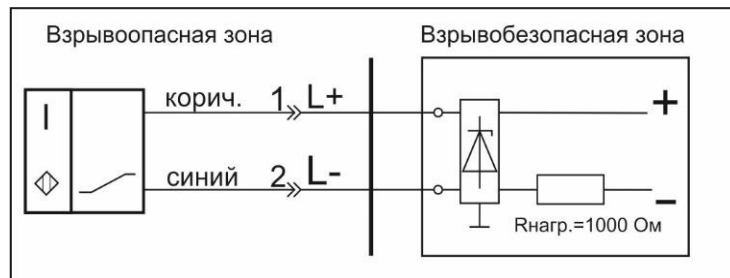 Взрывоопасная зона
Взрывобезопасная зона
I
корич. 1 L+
+
синий 2 L-
-
Rнагр.=1000 Ом